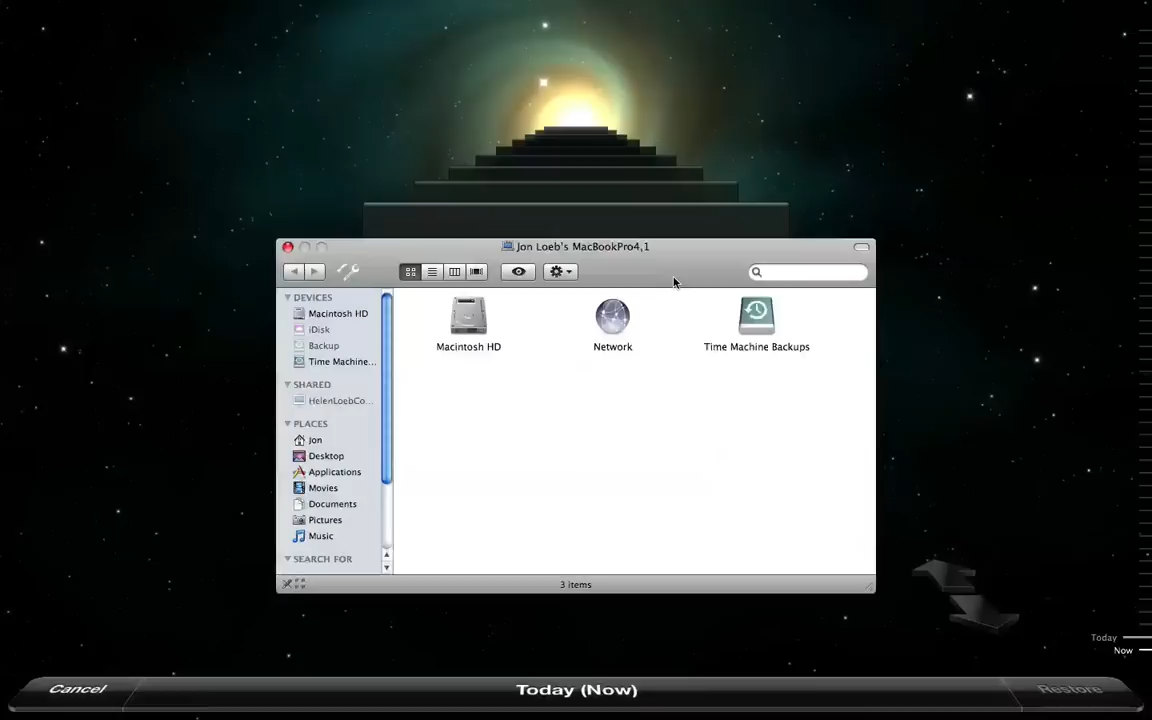 Jon Loeb's MacBookPro4,1
DEVICES
Macintosh HD
iDisk
Backup
Time Machine...
SHARED
HelenLoebCo...
PLACES
Jon
Desktop
Applications
Movies
Documents
Pictures
Music
SEARCH FOR
Macintosh HD
Network
Time Machine Backups
3 items
Today
Now
Cancel
Today (Now)
Restore